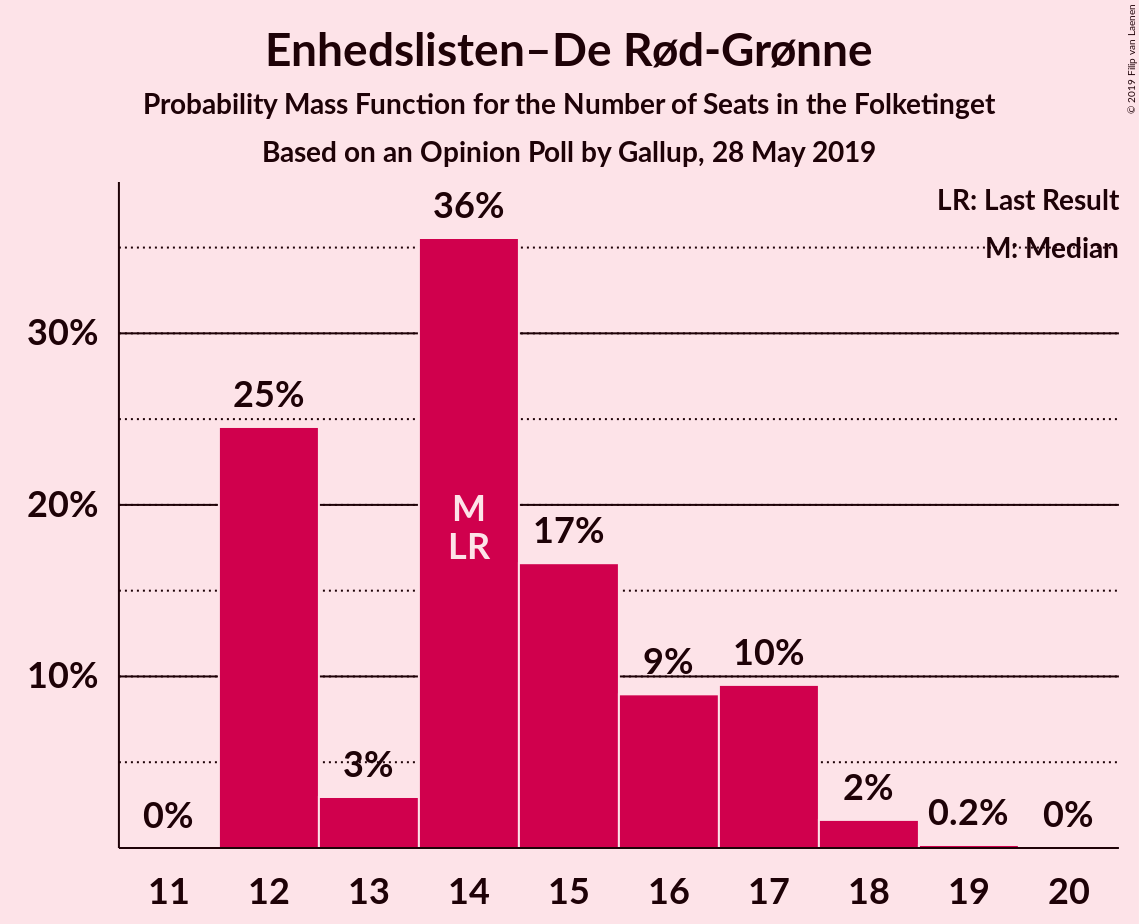 Enhedslisten–De Rød-Grønne
Probability Mass Function for the Number of Seats in the Folketinget
Based on an Opinion Poll by Gallup, 28 May 2019
© 2019 Filip van Laenen
LR: Last Result
M: Median
36%
30%
25%
20%
M
LR
17%
10%
9%
10%
3%
2%
0%
0.2%
0%
11 12 13 14 15 16 17 18 19 20